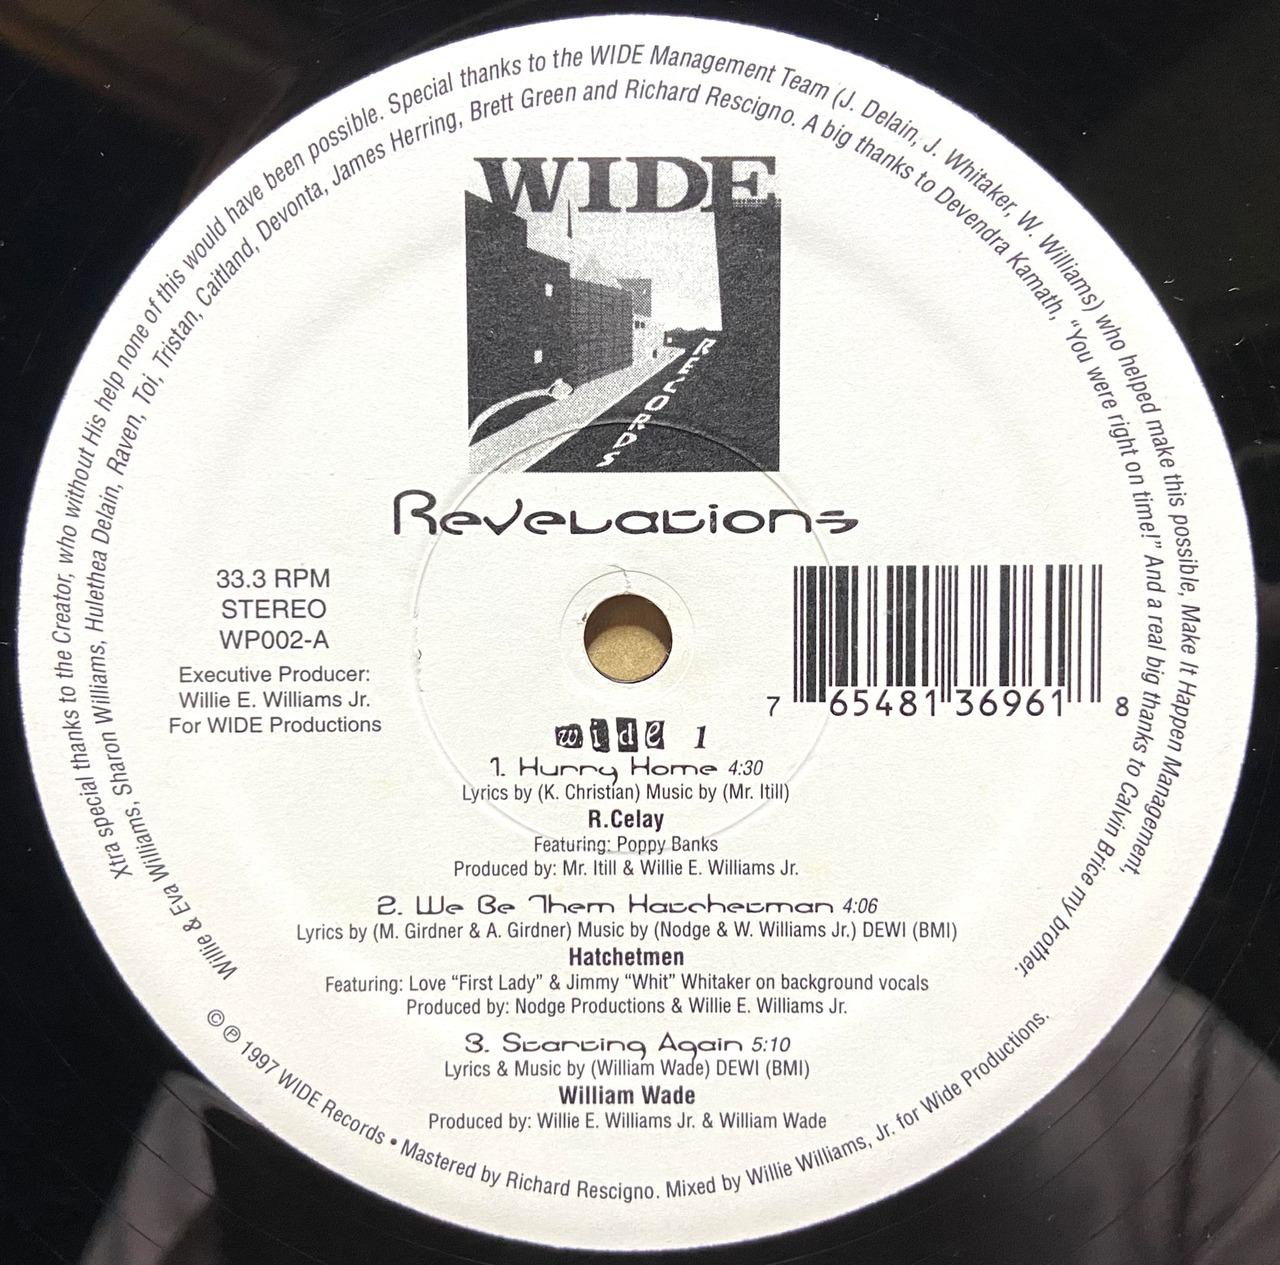 Xtra special thanks to the Creator, who without His help none of this would have been possible. Special thanks to the WIDE Management Team (J. Delain, J. Whitaker, W. Williams) who helped make this possible, Make It Happen Management,
Willie & Eva Williams, Sharon Williams, Hulethea Delain, Raven, Toi, Tristan, Caitland, Devonta, James Herring, Brett Green and Richard Rescigno. A big thanks to Devendra Kamath, "You were right on time!" And a real big thanks to Calvin Brice my brother.
WIDE
RECORDS
Revelations
33.3 RPM
STEREO
WP002-A
Executive Producer:
Willie E. Williams Jr.
For WIDE Productions
7 65481 36961 8
wide 1
1. Hurry Home 4:30
Lyrics by (K. Christian) Music by (Mr. Itill)
R.Celay
Featuring: Poppy Banks
Produced by: Mr. Itill & Willie E. Williams Jr.
2. We Be Them Hatchetman 4:06
Lyrics by (M. Girdner & A. Girdner) Music by (Nodge & W. Williams Jr.) DEWI (BMI)
Hatchetmen
Featuring: Love "First Lady" & Jimmy "Whit" Whitaker on background vocals
Produced by: Nodge Productions & Willie E. Williams Jr.
3. Starting Again 5:10
Lyrics & Music by (William Wade) DEWI (BMI)
William Wade
Produced by: Willie E. Williams Jr. & William Wade
© ℗ 1997 WIDE Records • Mastered by Richard Rescigno. Mixed by Willie Williams, Jr. for Wide Productions.